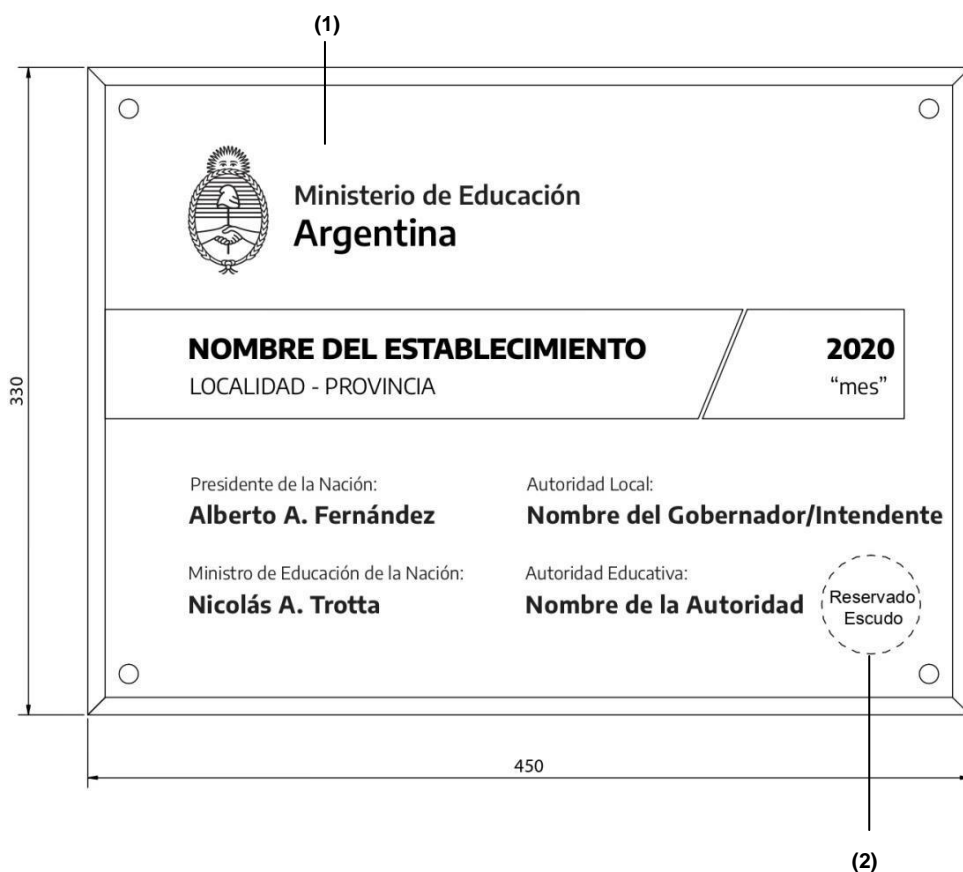 (1)
Ministerio de Educación
Argentina
NOMBRE DEL ESTABLECIMIENTO
LOCALIDAD - PROVINCIA
2020
“mes”
330
Presidente de la Nación:
Alberto A. Fernández
Autoridad Local:
Nombre del Gobernador/Intendente
Ministro de Educación de la Nación:
Nicolás A. Trotta
Autoridad Educativa:
Nombre de la Autoridad
Reservado
Escudo
450
(2)